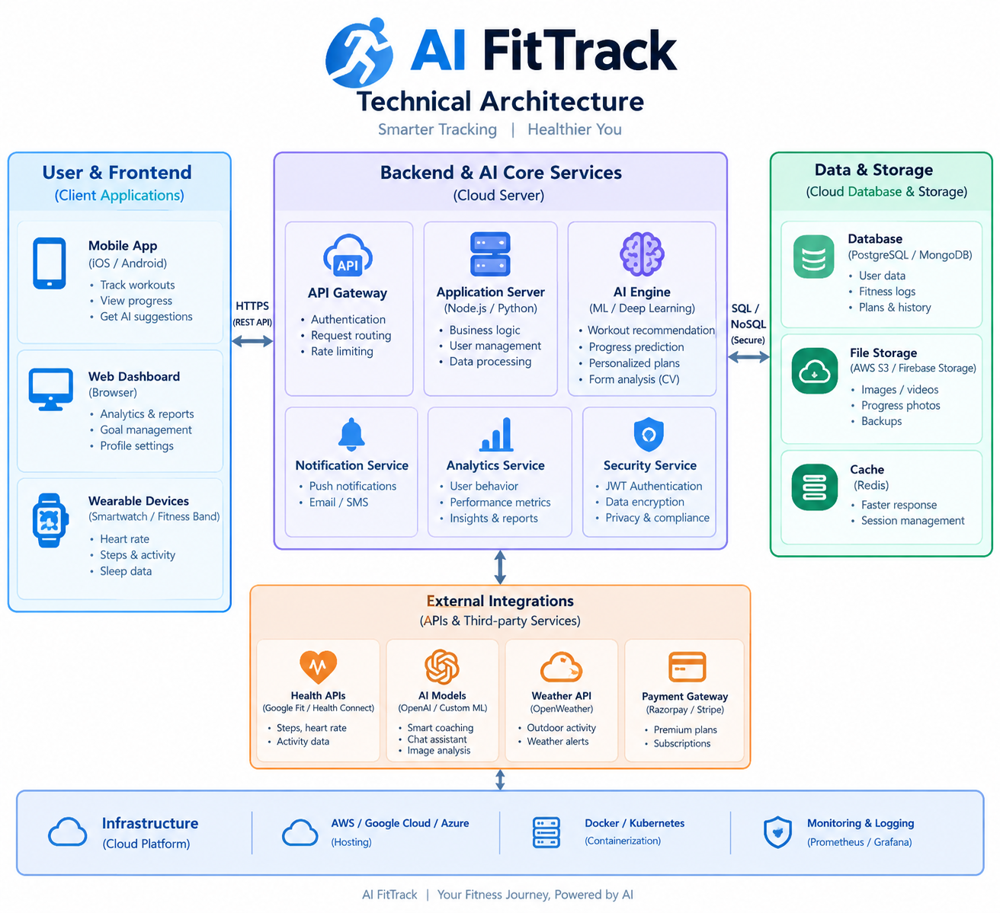 AI FitTrack
Technical Architecture
Smarter Tracking | Healthier You
User & Frontend
(Client Applications)
Mobile App
(iOS / Android)
• Track workouts
• View progress
• Get AI suggestions
Web Dashboard
(Browser)
• Analytics & reports
• Goal management
• Profile settings
Wearable Devices
(Smartwatch / Fitness Band)
• Heart rate
• Steps & activity
• Sleep data
HTTPS
(REST API)
Backend & AI Core Services
(Cloud Server)
API
API Gateway
• Authentication
• Request routing
• Rate limiting
Application Server
(Node.js / Python)
• Business logic
• User management
• Data processing
AI Engine
(ML / Deep Learning)
• Workout recommendation
• Progress prediction
• Personalized plans
• Form analysis (CV)
Notification Service
• Push notifications
• Email / SMS
Analytics Service
• User behavior
• Performance metrics
• Insights & reports
Security Service
• JWT Authentication
• Data encryption
• Privacy & compliance
SQL /
NoSQL
(Secure)
Data & Storage
(Cloud Database & Storage)
Database
(PostgreSQL / MongoDB)
• User data
• Fitness logs
• Plans & history
File Storage
(AWS S3 / Firebase Storage)
• Images / videos
• Progress photos
• Backups
Cache
(Redis)
• Faster response
• Session management
External Integrations
(APIs & Third-party Services)
Health APIs
(Google Fit / Health Connect)
• Steps, heart rate
• Activity data
AI Models
(OpenAI / Custom ML)
• Smart coaching
• Chat assistant
• Image analysis
Weather API
(OpenWeather)
• Outdoor activity
• Weather alerts
Payment Gateway
(Razorpay / Stripe)
• Premium plans
• Subscriptions
Infrastructure
(Cloud Platform)
AWS / Google Cloud / Azure
(Hosting)
Docker / Kubernetes
(Containerization)
Monitoring & Logging
(Prometheus / Grafana)
AI FitTrack | Your Fitness Journey, Powered by AI